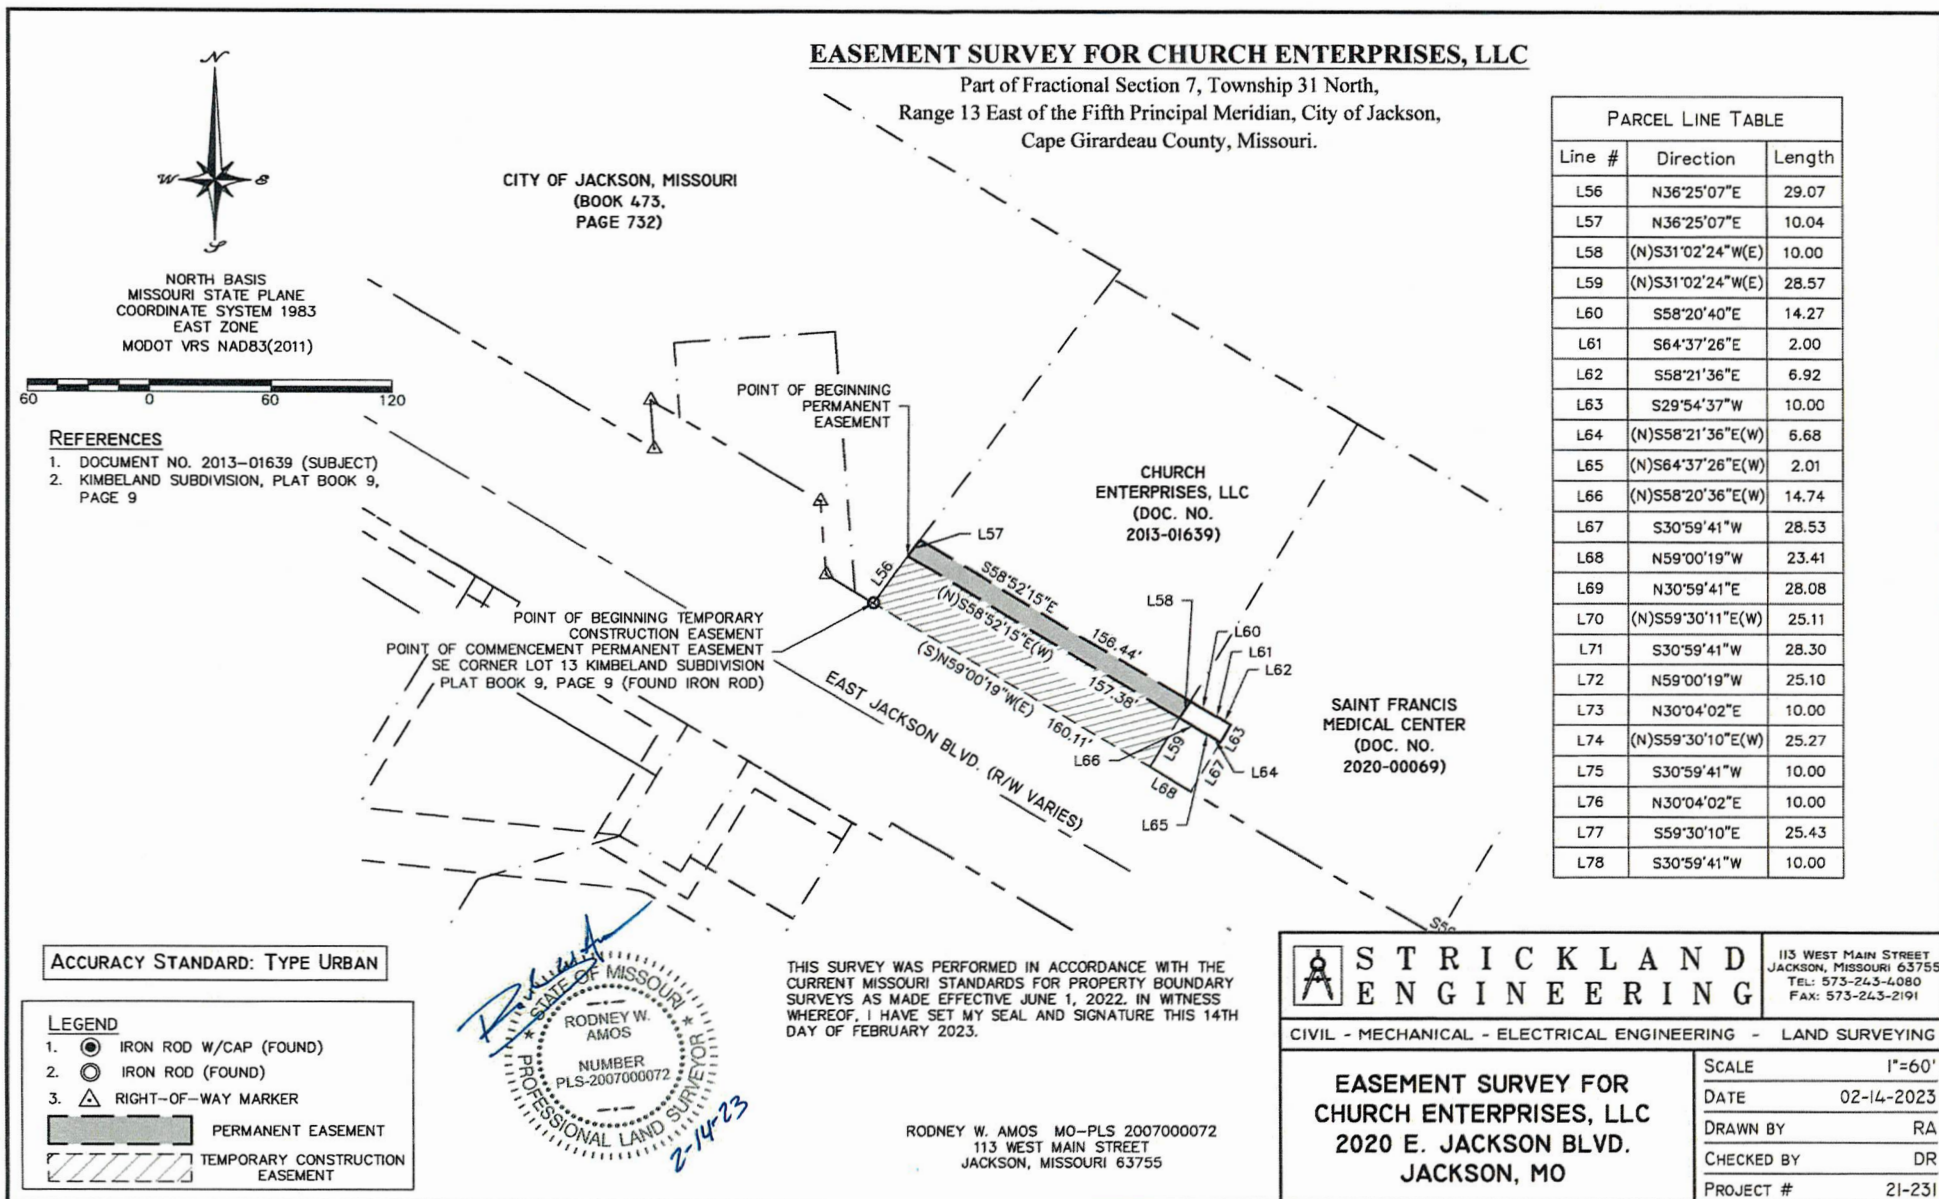 EASEMENT SURVEY FOR CHURCH ENTERPRISES, LLC
Part of Fractional Section 7, Township 31 North,
Range 13 East of the Fifth Principal Meridian, City of Jackson,
Cape Girardeau County, Missouri.
N
W E
S
NORTH BASIS
MISSOURI STATE PLANE
COORDINATE SYSTEM 1983
EAST ZONE
MODOT VRS NAD83(2011)
60 0 60 120
REFERENCES
1. DOCUMENT NO. 2013-01639 (SUBJECT)
2. KIMBELAND SUBDIVISION, PLAT BOOK 9,
PAGE 9
CITY OF JACKSON, MISSOURI
(BOOK 473,
PAGE 732)
POINT OF BEGINNING
PERMANENT
EASEMENT
CHURCH
ENTERPRISES, LLC
(DOC. NO.
2013-01639)
L57
L56
S58°52'15"E
156.44'
(N)S58°52'15"E(W)
157.38'
(S)N59°00'19"W(E) 160.11'
L58
L60
L61
L62
L63
L59
L66
L67
L64
L68
L65
POINT OF BEGINNING TEMPORARY
CONSTRUCTION EASEMENT
POINT OF COMMENCEMENT PERMANENT EASEMENT
SE CORNER LOT 13 KIMBELAND SUBDIVISION
PLAT BOOK 9, PAGE 9 (FOUND IRON ROD)
EAST JACKSON BLVD. (R/W VARIES)
SAINT FRANCIS
MEDICAL CENTER
(DOC. NO.
2020-00069)
PARCEL LINE TABLE
Line # Direction Length
L56 N36°25'07"E 29.07
L57 N36°25'07"E 10.04
L58 (N)S31°02'24"W(E) 10.00
L59 (N)S31°02'24"W(E) 28.57
L60 S58°20'40"E 14.27
L61 S64°37'26"E 2.00
L62 S58°21'36"E 6.92
L63 S29°54'37"W 10.00
L64 (N)S58°21'36"E(W) 6.68
L65 (N)S64°37'26"E(W) 2.01
L66 (N)S58°20'36"E(W) 14.74
L67 S30°59'41"W 28.53
L68 N59°00'19"W 23.41
L69 N30°59'41"E 28.08
L70 (N)S59°30'11"E(W) 25.11
L71 S30°59'41"W 28.30
L72 N59°00'19"W 25.10
L73 N30°04'02"E 10.00
L74 (N)S59°30'10"E(W) 25.27
L75 S30°59'41"W 10.00
L76 N30°04'02"E 10.00
L77 S59°30'10"E 25.43
L78 S30°59'41"W 10.00
ACCURACY STANDARD: TYPE URBAN
LEGEND
1. IRON ROD W/CAP (FOUND)
2. IRON ROD (FOUND)
3. RIGHT-OF-WAY MARKER
PERMANENT EASEMENT
TEMPORARY CONSTRUCTION
EASEMENT
STATE OF MISSOURI
RODNEY W.
AMOS
NUMBER
PLS-2007000072
PROFESSIONAL LAND SURVEYOR
2-14-23
THIS SURVEY WAS PERFORMED IN ACCORDANCE WITH THE
CURRENT MISSOURI STANDARDS FOR PROPERTY BOUNDARY
SURVEYS AS MADE EFFECTIVE JUNE 1, 2022. IN WITNESS
WHEREOF, I HAVE SET MY SEAL AND SIGNATURE THIS 14TH
DAY OF FEBRUARY 2023.
RODNEY W. AMOS MO-PLS 2007000072
113 WEST MAIN STREET
JACKSON, MISSOURI 63755
STRICKLAND
ENGINEERING
113 WEST MAIN STREET
JACKSON, MISSOURI 63755
TEL: 573-243-4080
FAX: 573-243-2191
CIVIL - MECHANICAL - ELECTRICAL ENGINEERING - LAND SURVEYING
EASEMENT SURVEY FOR
CHURCH ENTERPRISES, LLC
2020 E. JACKSON BLVD.
JACKSON, MO
SCALE 1"=60'
DATE 02-14-2023
DRAWN BY RA
CHECKED BY DR
PROJECT # 21-231